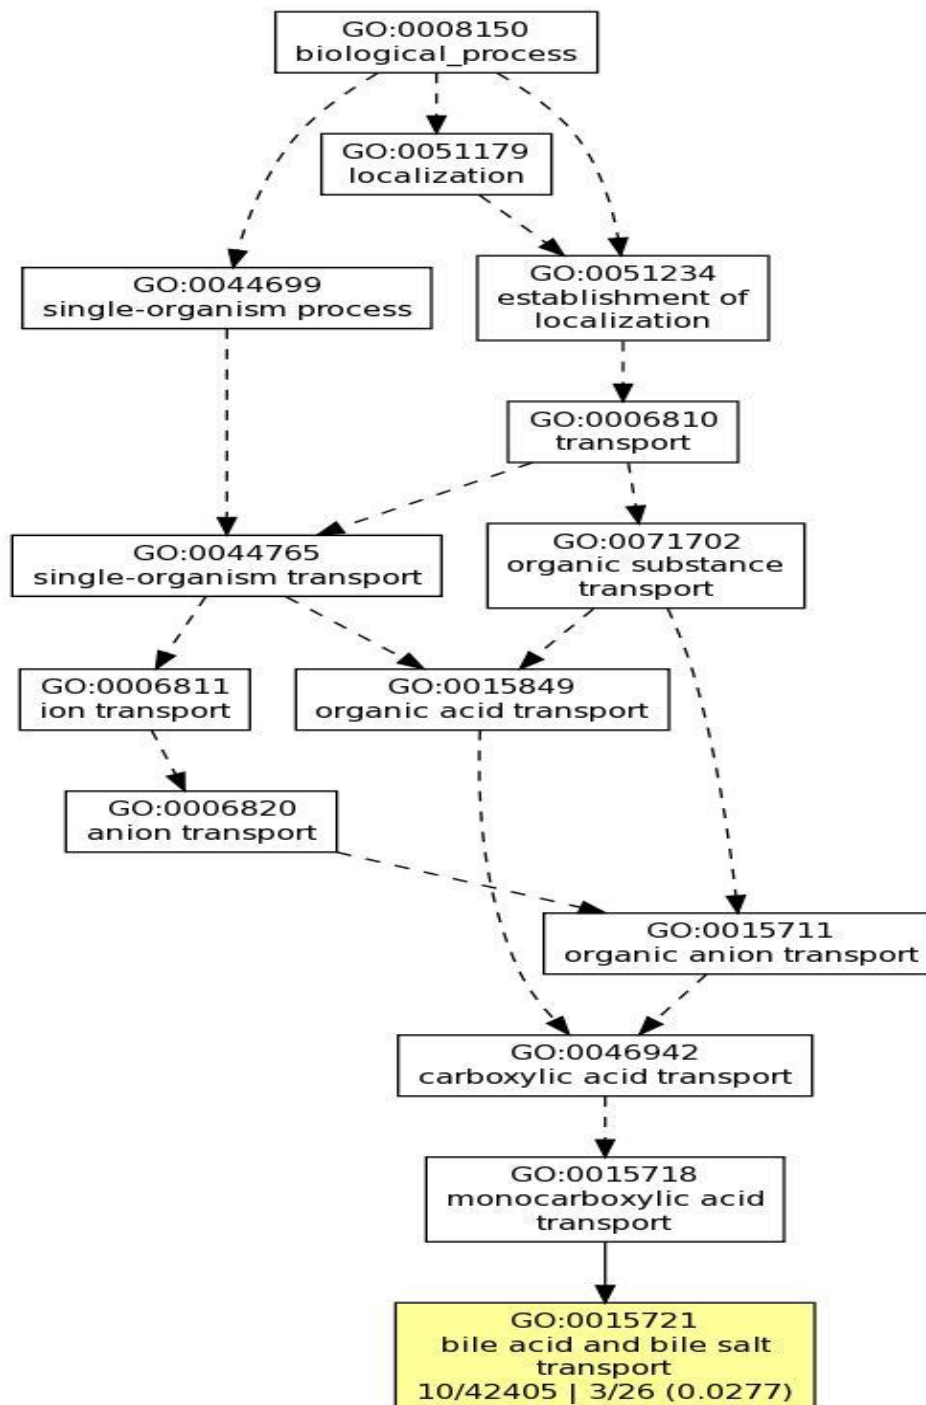 GO:0008150
biological_process
GO:0051179
localization
GO:0044699
single-organism process
GO:0051234
establishment of
localization
GO:0006810
transport
GO:0044765
single-organism transport
GO:0071702
organic substance
transport
GO:0006811
ion transport
GO:0015849
organic acid transport
GO:0006820
anion transport
GO:0015711
organic anion transport
GO:0046942
carboxylic acid transport
GO:0015718
monocarboxylic acid
transport
GO:0015721
bile acid and bile salt
transport
10/42405 | 3/26 (0.0277)